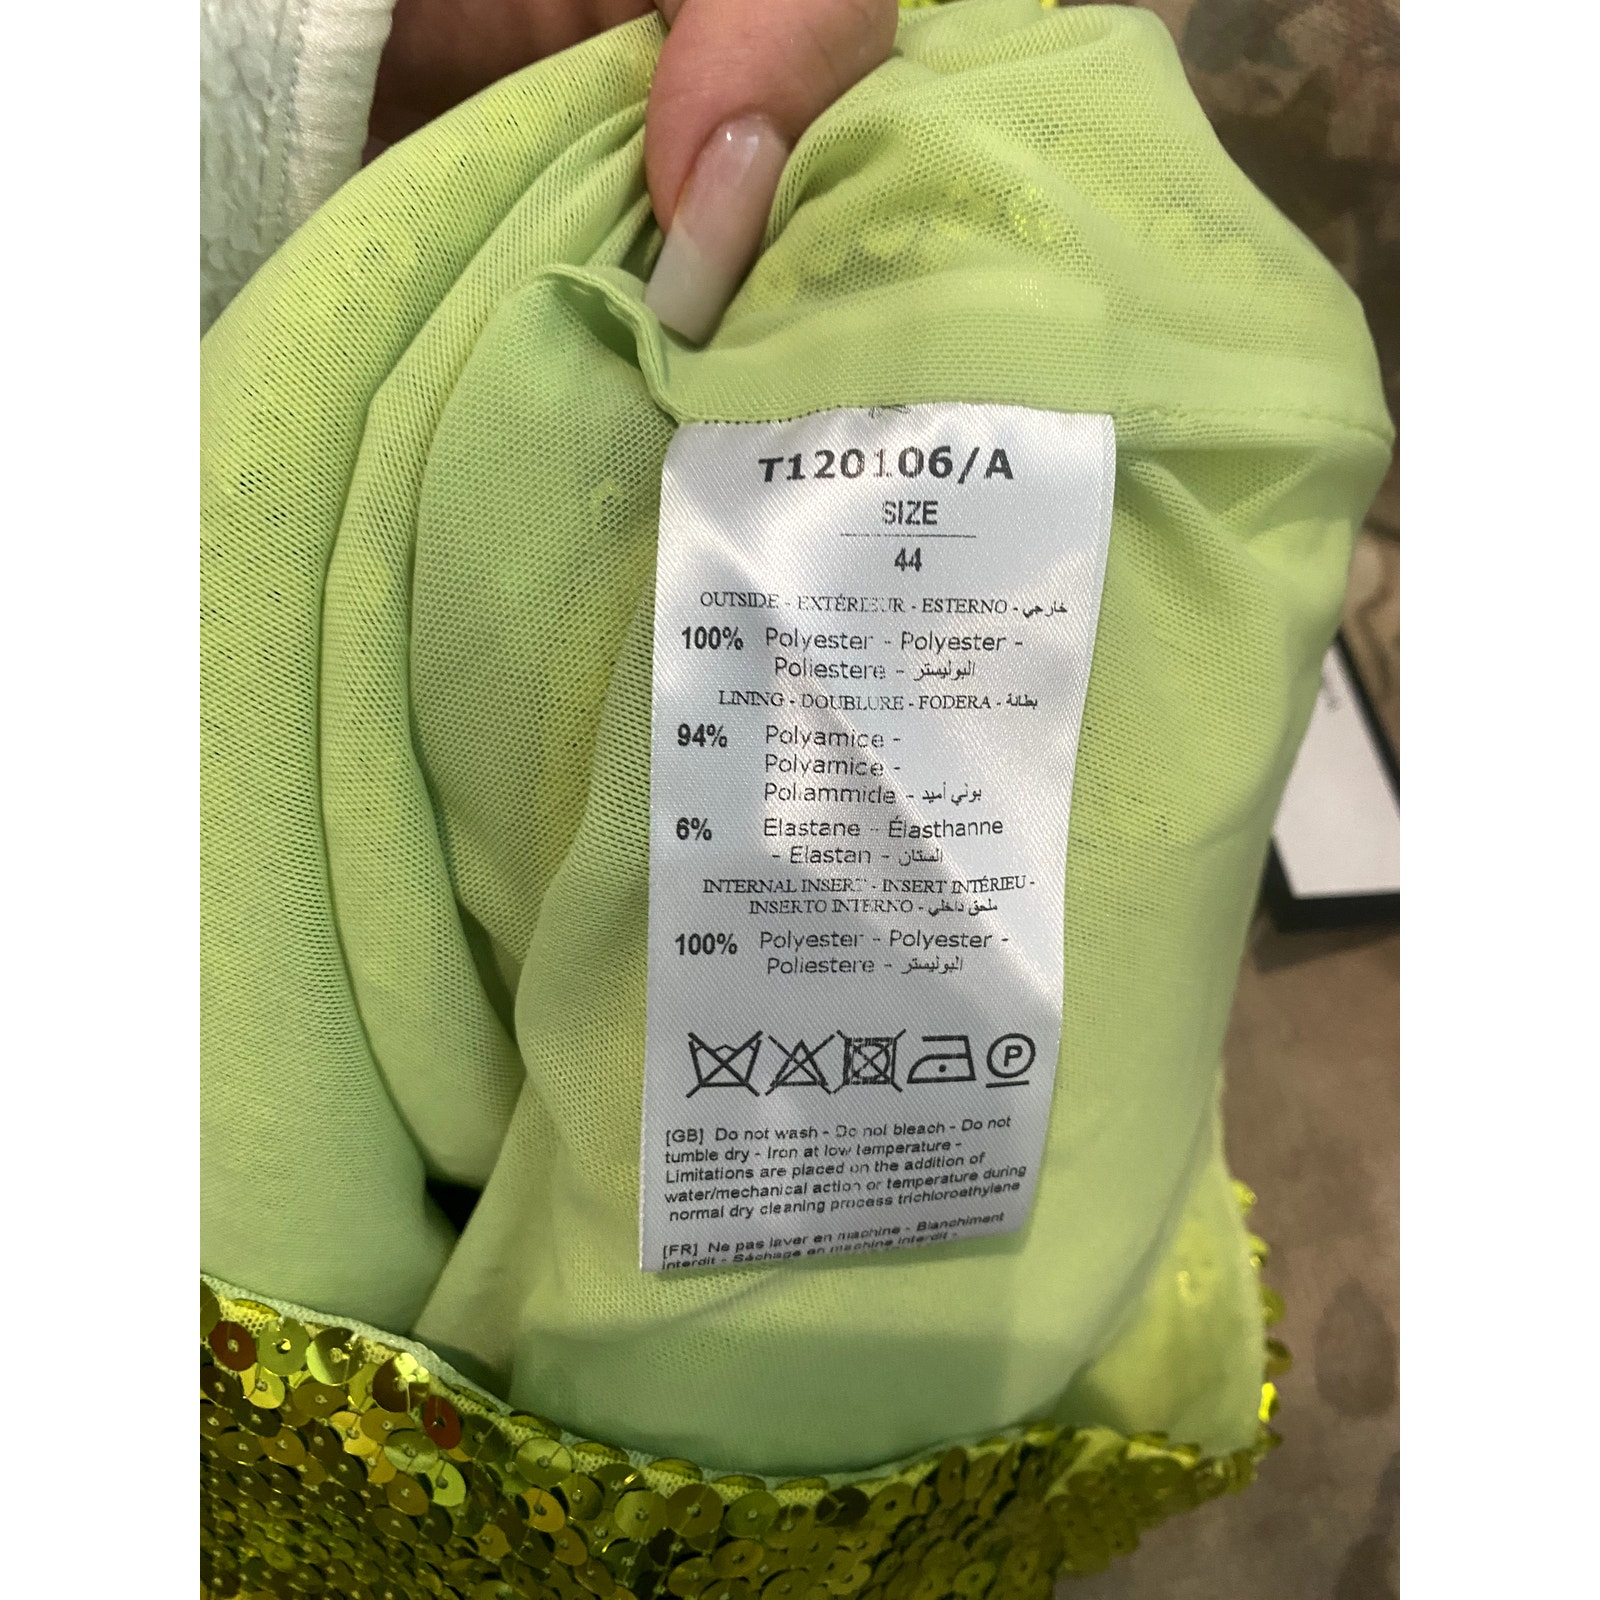 T120106/A
SIZE
44
OUTSIDE - EXTÉRIEUR - ESTERNO - خارجي
100% Polyester - Polyester -
Poliestere - البوليستر
LINING - DOUBLURE - FODERA - بطانة
94% Polyamice -
Polyamice -
Poliammide - بولي أميد
6% Elastane - Élasthanne
- Elastan - الستان
INTERNAL INSERT - INSERT INTÉRIEU -
INSERTO INTERNO - ملحق داخلي
100% Polyester - Polyester -
Poliestere - البوليستر
P
[GB] Do not wash - Do not bleach - Do not
tumble dry - Iron at low temperature -
Limitations are placed on the addition of
water/mechanical action or temperature during
normal dry cleaning process trichloroethylene
[FR] Ne pas laver en machine - Blanchiment
interdit - Séchage en machine interdit -